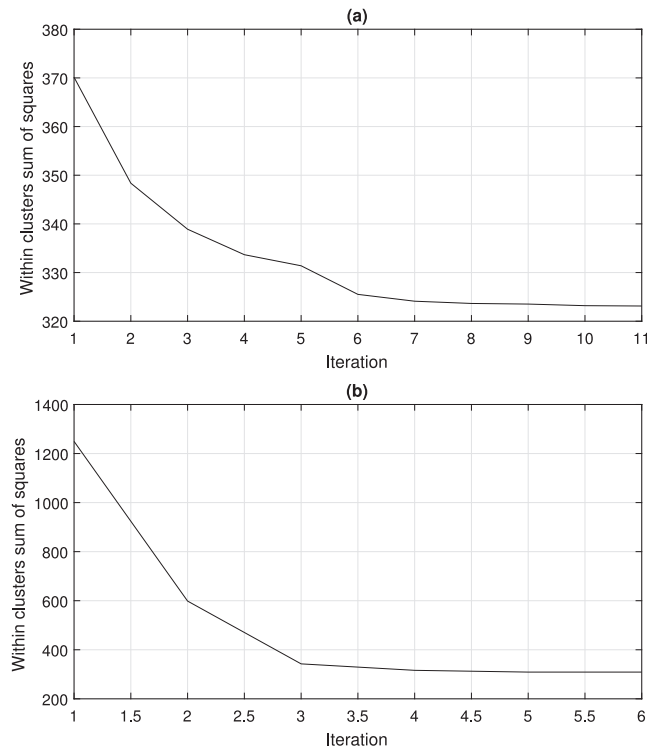 (a)
380
370
360
350
340
330
320
Within clusters sum of squares
1 2 3 4 5 6 7 8 9 10 11
Iteration
(b)
1400
1200
1000
800
600
400
200
Within clusters sum of squares
1 1.5 2 2.5 3 3.5 4 4.5 5 5.5 6
Iteration